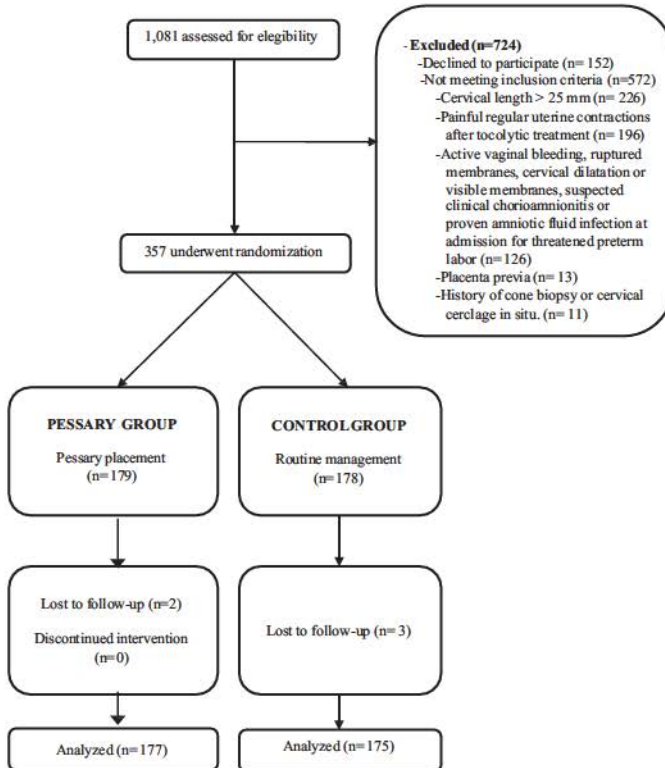 1,081 assessed for elegibility
- Excluded (n=724)
-Declined to participate (n= 152)
-Not meeting inclusion criteria (n=572)
-Cervical length > 25 mm (n= 226)
-Painful regular uterine contractions
after tocolytic treatment (n= 196)
-Active vaginal bleeding, ruptured
membranes, cervical dilatation or
visible membranes, suspected
clinical chorioamnionitis or
proven amniotic fluid infection at
admission for threatened preterm
labor (n=126)
-Placenta previa (n= 13)
-History of cone biopsy or cervical
cerclage in situ. (n= 11)
357 underwent randomization
PESSARY GROUP
Pessary placement
(n=179)
CONTROL GROUP
Routine management
(n=178)
Lost to follow-up (n=2)
Discontinued intervention
(n=0)
Lost to follow-up (n= 3)
Analyzed (n=177)
Analyzed (n=175)